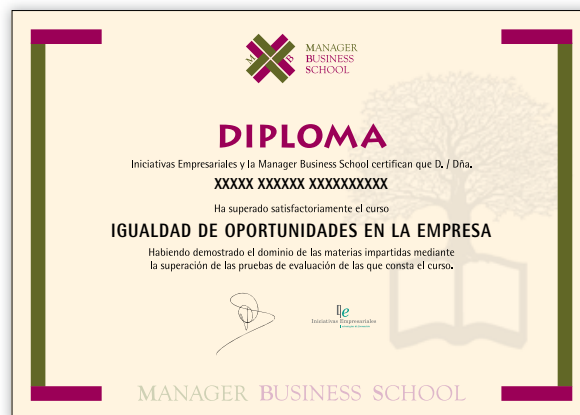 M B S
MANAGER
BUSINESS
SCHOOL
DIPLOMA
Iniciativas Empresariales y la Manager Business School certifican que D. / Dña.
XXXXX XXXXXX XXXXXXXXXX
Ha superado satisfactoriamente el curso
IGUALDAD DE OPORTUNIDADES EN LA EMPRESA
Habiendo demostrado el dominio de las materias impartidas mediante
la superación de las pruebas de evaluación de las que consta el curso.
Ie
Iniciativas Empresariales
MANAGER BUSINESS SCHOOL